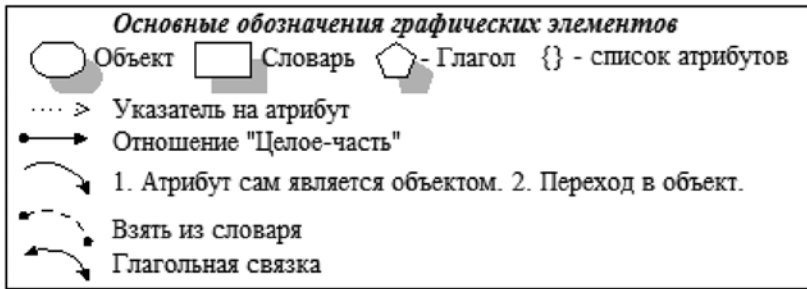 Основные обозначения графических элементов
Объект Словарь - Глагол {} - список атрибутов
Указатель на атрибут
Отношение "Целое-часть"
1. Атрибут сам является объектом. 2. Переход в объект.
Взять из словаря
Глагольная связка